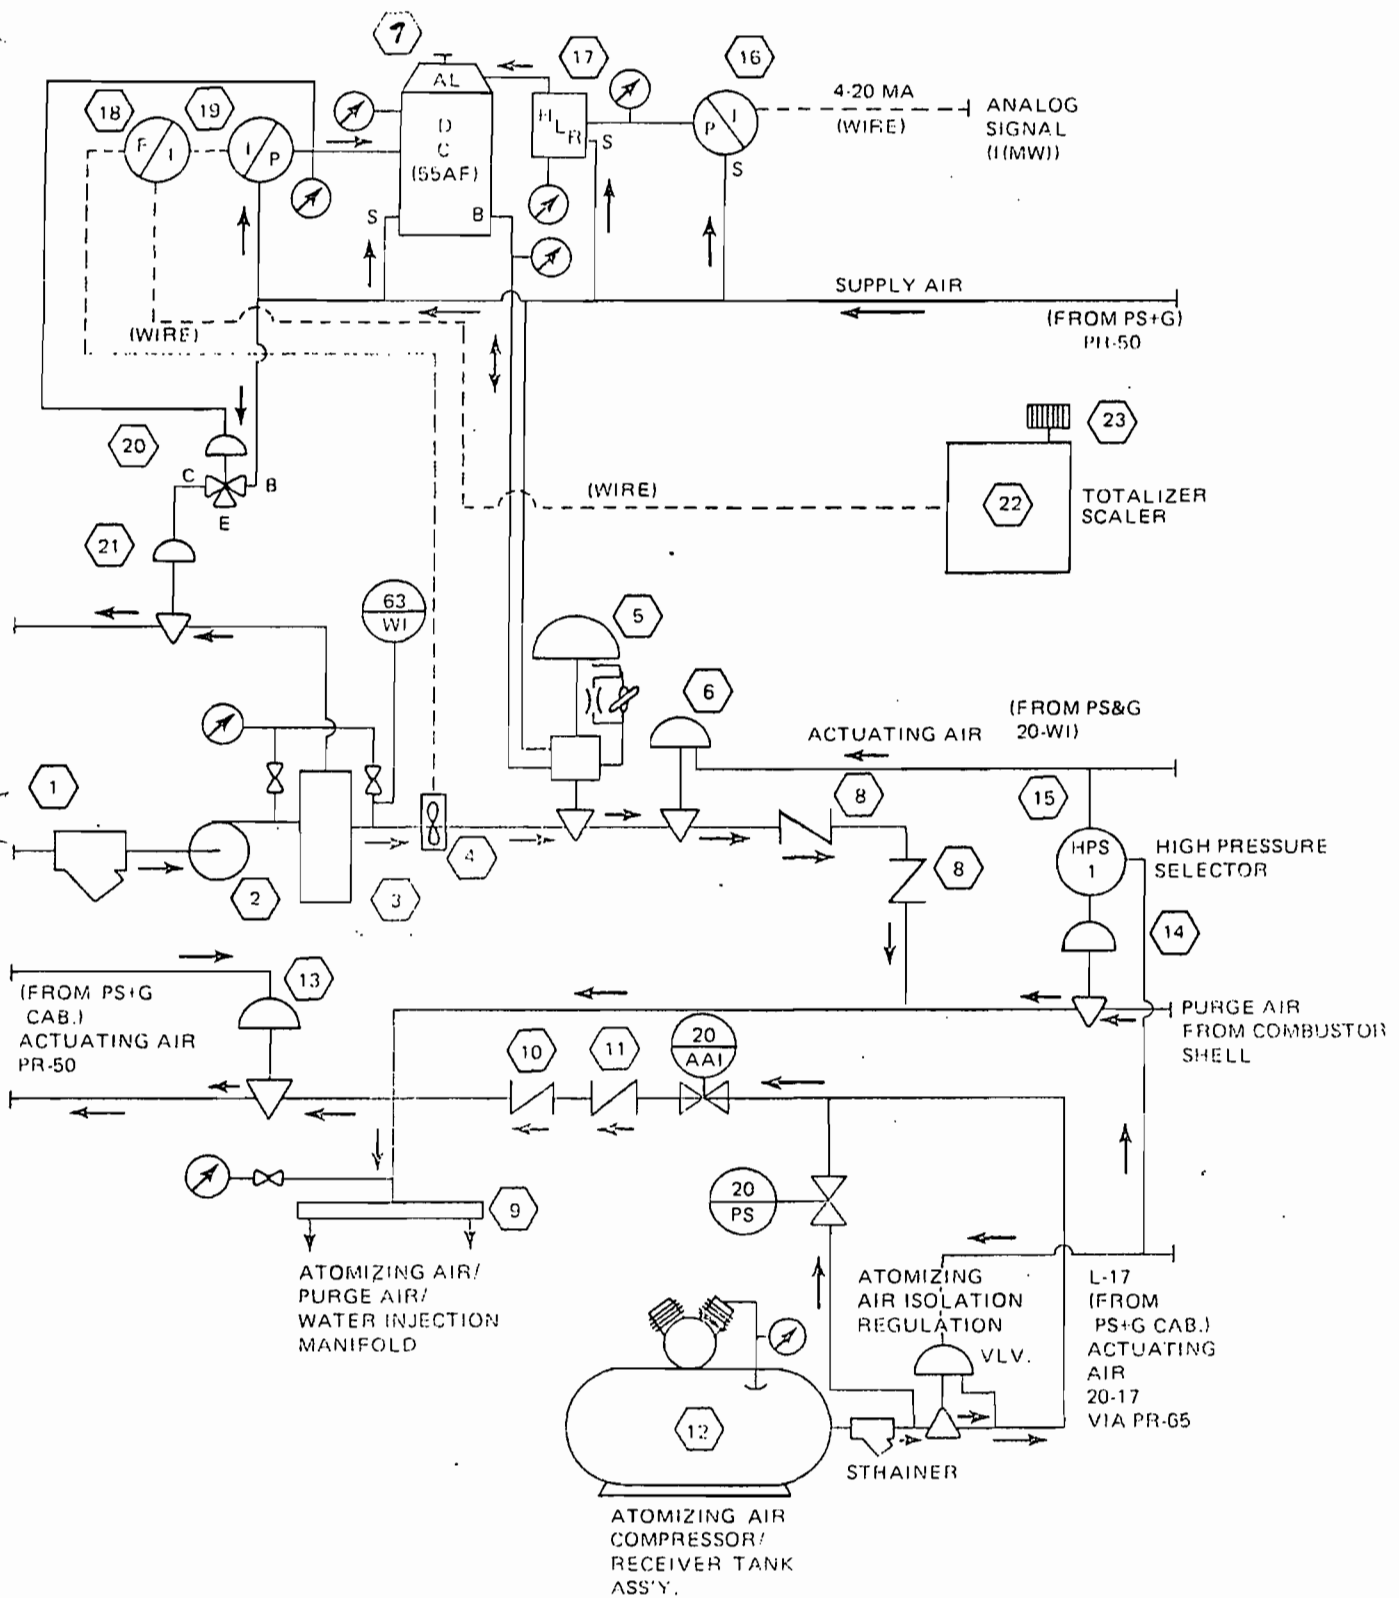 7
17
16
AL
18
19
4-20 MA
(WIRE)
ANALOG
SIGNAL
(I(MW))
D
C
(55AF)
H
L
R
S
P
I
S
F
I
I
P
S
B
SUPPLY AIR
(FROM PS+G)
PR-50
(WIRE)
20
C
B
E
23
(WIRE)
22
TOTALIZER
SCALER
21
63
WI
5
6
(FROM PS&G
20-WI)
ACTUATING AIR
1
15
8
2
3
4
8
HPS
1
HIGH PRESSURE
SELECTOR
14
13
(FROM PS+G
CAB.)
ACTUATING AIR
PR-50
10
11
20
AAI
PURGE AIR
FROM COMBUSTOR
SHELL
9
20
PS
ATOMIZING AIR/
PURGE AIR/
WATER INJECTION
MANIFOLD
ATOMIZING
AIR ISOLATION
REGULATION
VLV.
L-17
(FROM
PS+G CAB.)
ACTUATING
AIR
20-17
VIA PR-65
12
STRAINER
ATOMIZING AIR
COMPRESSOR/
RECEIVER TANK
ASS'Y.